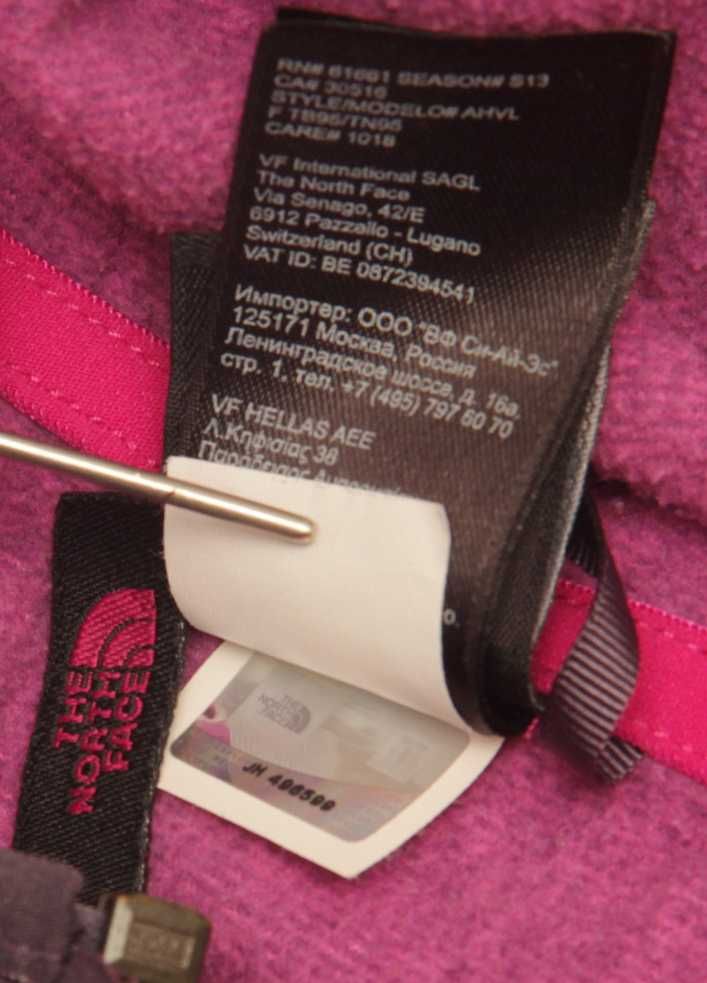 RN# 61661 SEASON# S13
CA# 30516
STYLE/MODELO# AHVL
F TB95/TN95
CARE# 1018
VF International SAGL
The North Face
Via Senago, 42/E
6912 Pazzallo - Lugano
Switzerland (CH)
VAT ID: BE 0872394541
Импортер: ООО "ВФ Си-Ай-Эс"
125171 Москва, Россия
Ленинградское шоссе, д. 16а,
стр. 1, тел. +7 (495) 797 80 70
VF HELLAS AEE
Λ.Κηφισίας 38
Παράδεισος
THE
NORTH
FACE
THE
NORTH
FACE
JH 496599